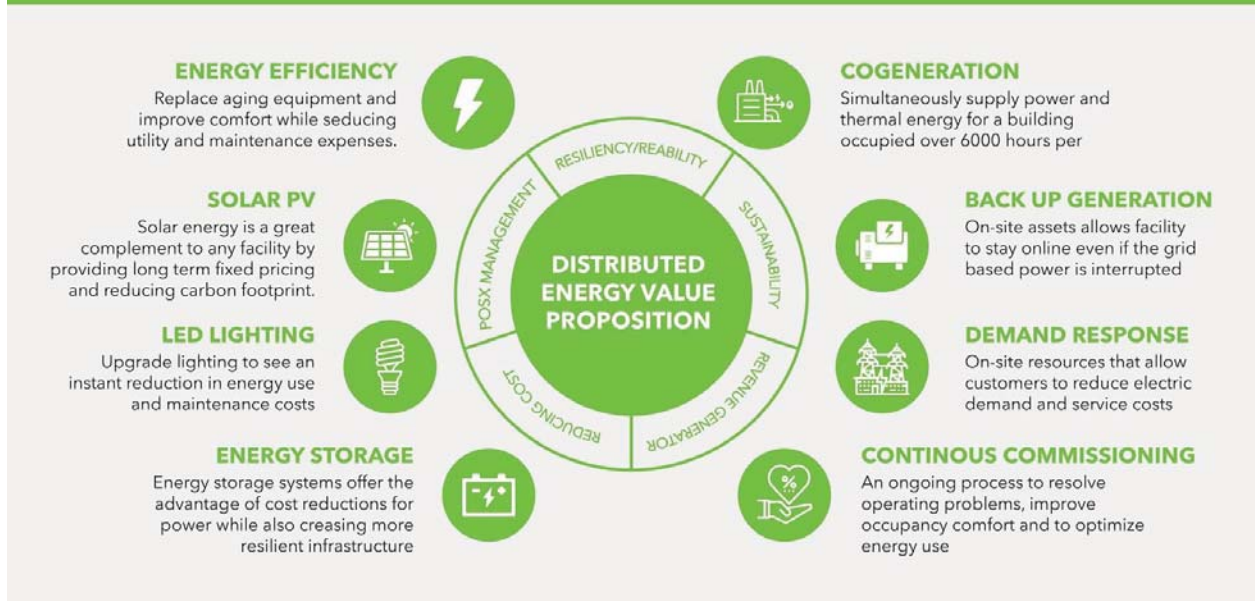 ENERGY EFFICIENCY
Replace aging equipment and
improve comfort while seducing
utility and maintenance expenses.
SOLAR PV
Solar energy is a great
complement to any facility by
providing long term fixed pricing
and reducing carbon footprint.
LED LIGHTING
Upgrade lighting to see an
instant reduction in energy use
and maintenance costs
ENERGY STORAGE
Energy storage systems offer the
advantage of cost reductions for
power while also creasing more
resilient infrastructure
RESILIENCY/REABILITY
SUSTAINABILITY
REVENUE GENERATOR
REDUCING COST
POSX MANAGEMENT
DISTRIBUTED
ENERGY VALUE
PROPOSITION
COGENERATION
Simultaneously supply power and
thermal energy for a building
occupied over 6000 hours per
BACK UP GENERATION
On-site assets allows facility
to stay online even if the grid
based power is interrupted
DEMAND RESPONSE
On-site resources that allow
customers to reduce electric
demand and service costs
CONTINOUS COMMISSIONING
%
An ongoing process to resolve
operating problems, improve
occupancy comfort and to optimize
energy use